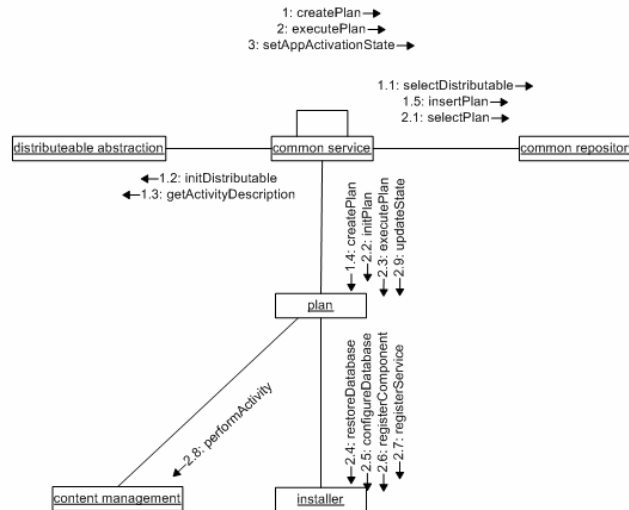 1: createPlan
2: executePlan
3: setAppActivationState
1.1: selectDistributable
1.5: insertPlan
2.1: selectPlan
distributeable abstraction
common service
common repository
1.2: initDistributable
1.3: getActivityDescription
1.4: createPlan
2.2: initPlan
2.3: executePlan
2.9: updateState
plan
2.8: performActivity
2.4: restoreDatabase
2.5: configureDatabase
2.6: registerComponent
2.7: registerService
content management
installer